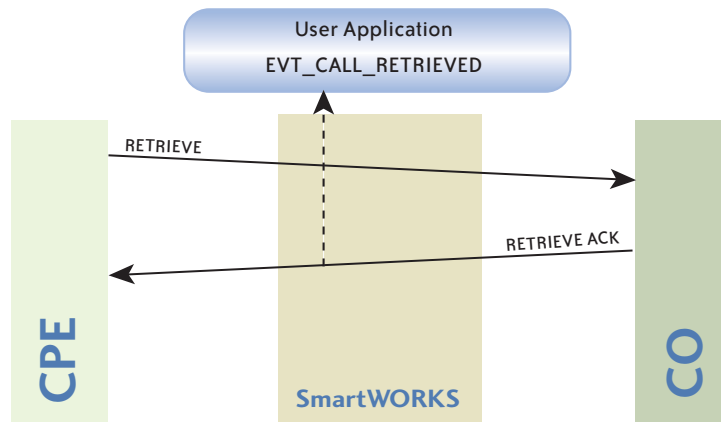 User Application
EVT_CALL_RETRIEVED
RETRIEVE
RETRIEVE ACK
CPE
SmartWORKS
CO